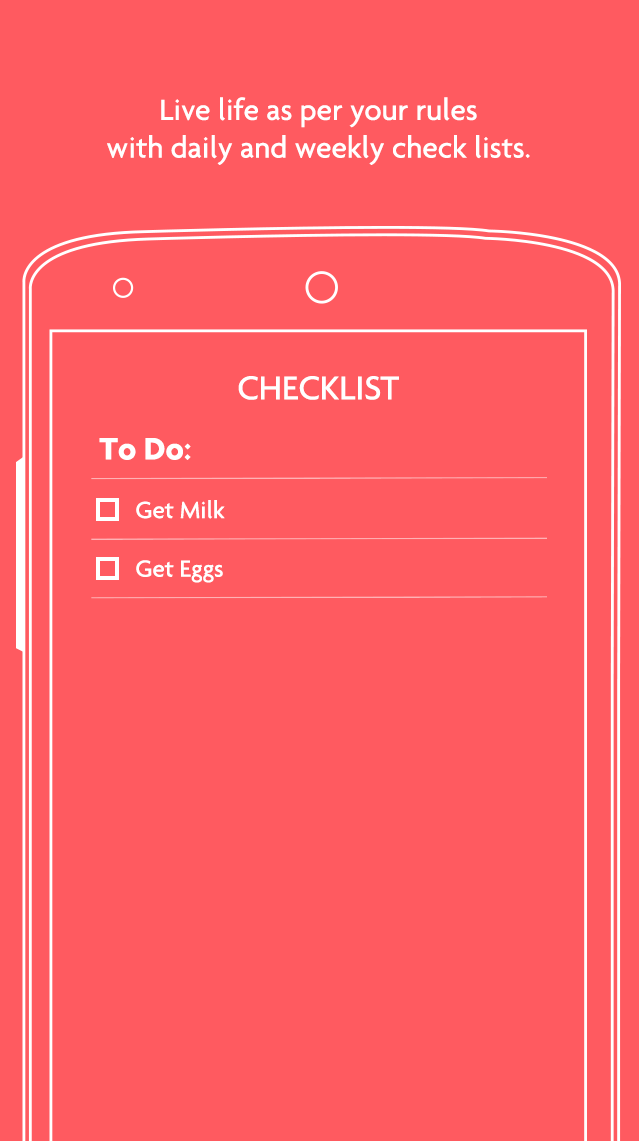 Live life as per your rules
with daily and weekly check lists.
CHECKLIST
To Do:
Get Milk
Get Eggs